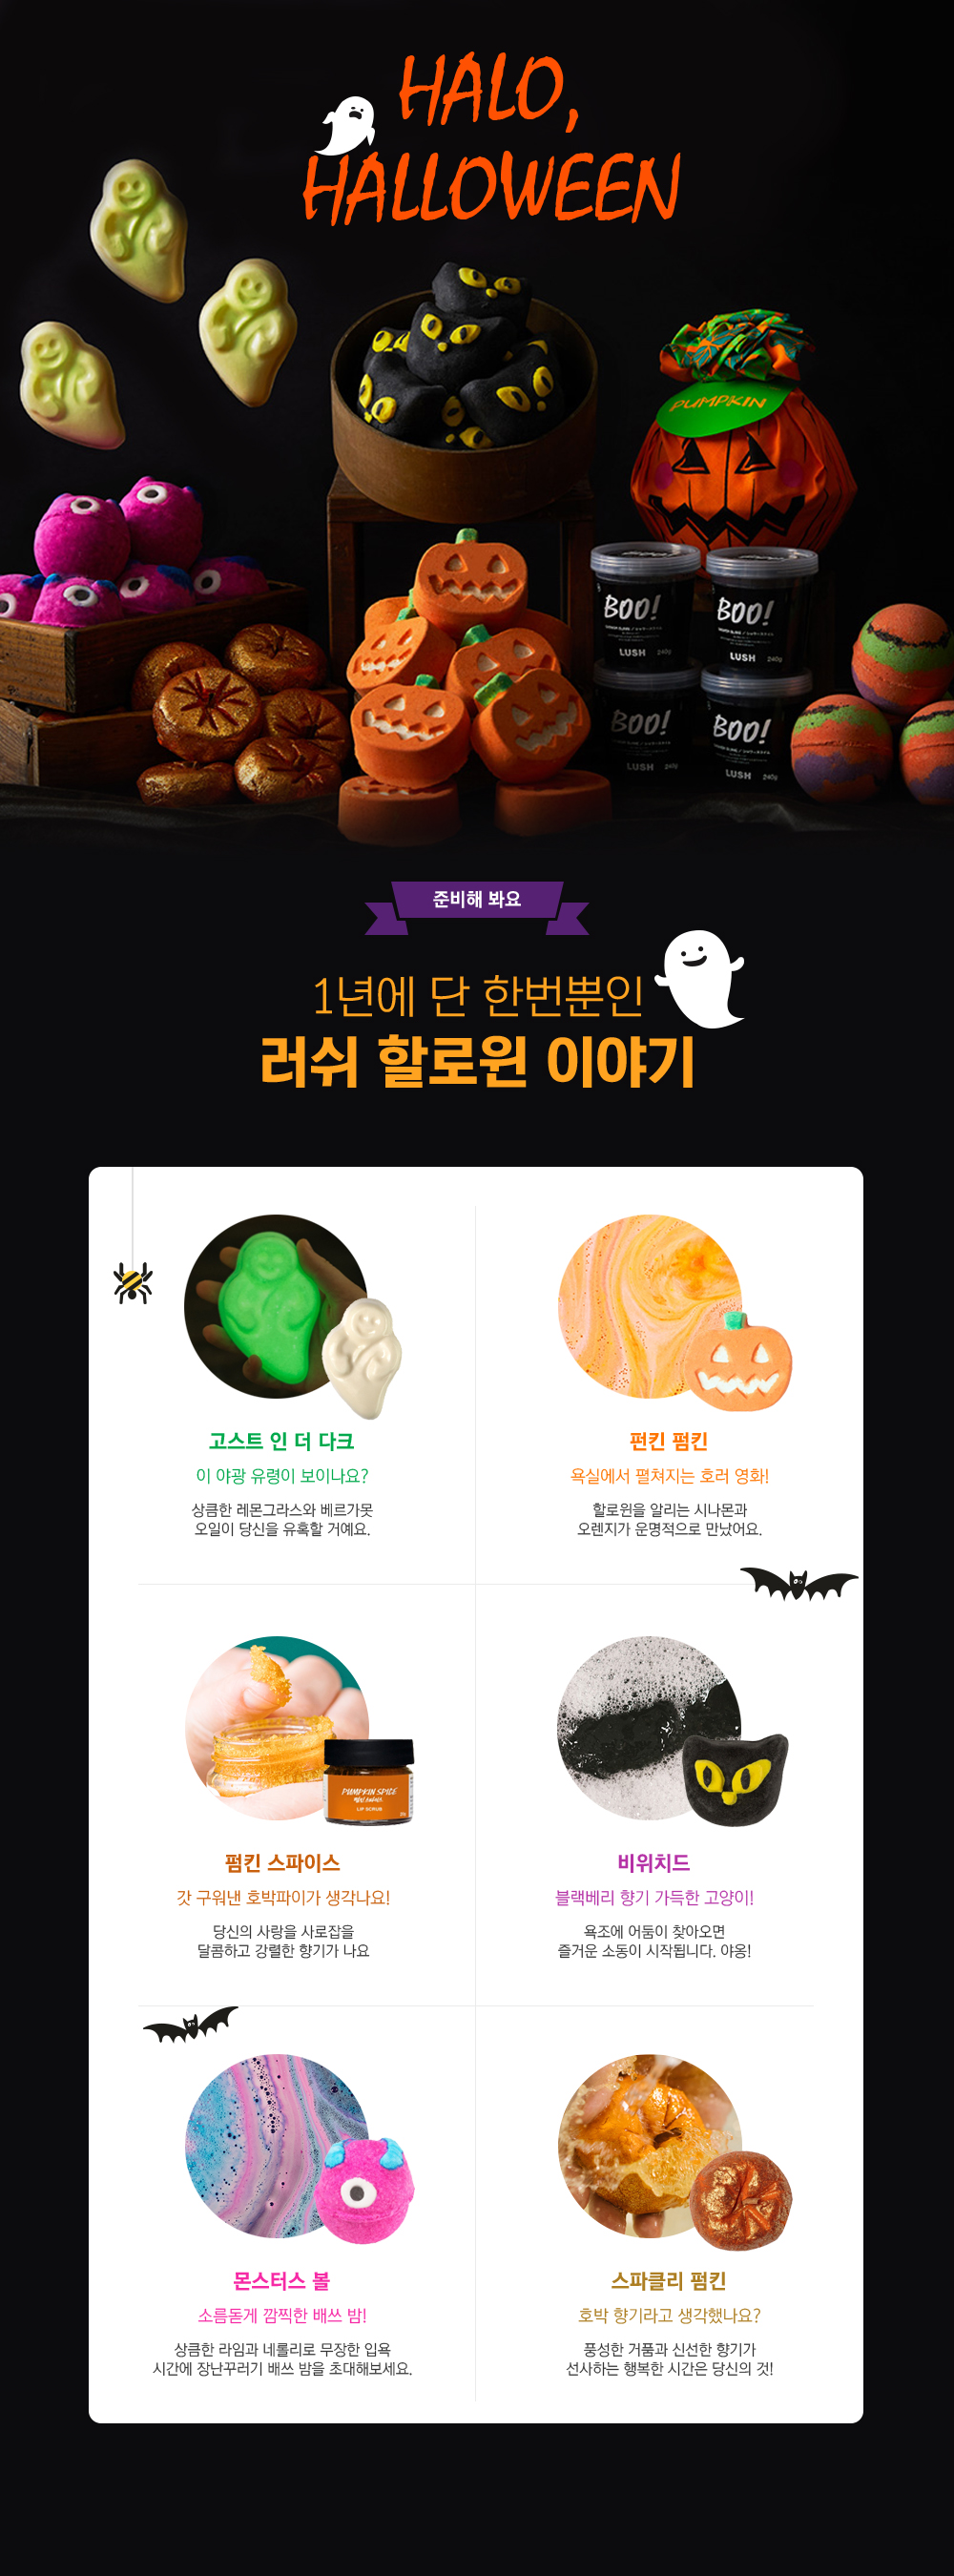 HALO,
HALLOWEEN
PUMPKIN
BOO!
LUSH 240g
BOO!
LUSH 240g
BOO!
LUSH 240g
BOO!
LUSH 240g
준비해 봐요
1년에 단 한번뿐인
러쉬 할로윈 이야기
고스트 인 더 다크
이 야광 유령이 보이나요?
상큼한 레몬그라스와 베르가못
오일이 당신을 유혹할 거예요.
펀킨 펌킨
욕실에서 펼쳐지는 호러 영화!
할로윈을 알리는 시나몬과
오렌지가 운명적으로 만났어요.
PUMPKIN SPICE
LIP SCRUB
펌킨 스파이스
갓 구워낸 호박파이가 생각나요!
당신의 사랑을 사로잡을
달콤하고 강렬한 향기가 나요
비위치드
블랙베리 향기 가득한 고양이!
욕조에 어둠이 찾아오면
즐거운 소동이 시작됩니다. 야옹!
몬스터스 볼
소름돋게 깜찍한 배쓰 밤!
상큼한 라임과 네롤리로 무장한 입욕
시간에 장난꾸러기 배쓰 밤을 초대해보세요.
스파클리 펌킨
호박 향기라고 생각했나요?
풍성한 거품과 신선한 향기가
선사하는 행복한 시간은 당신의 것!